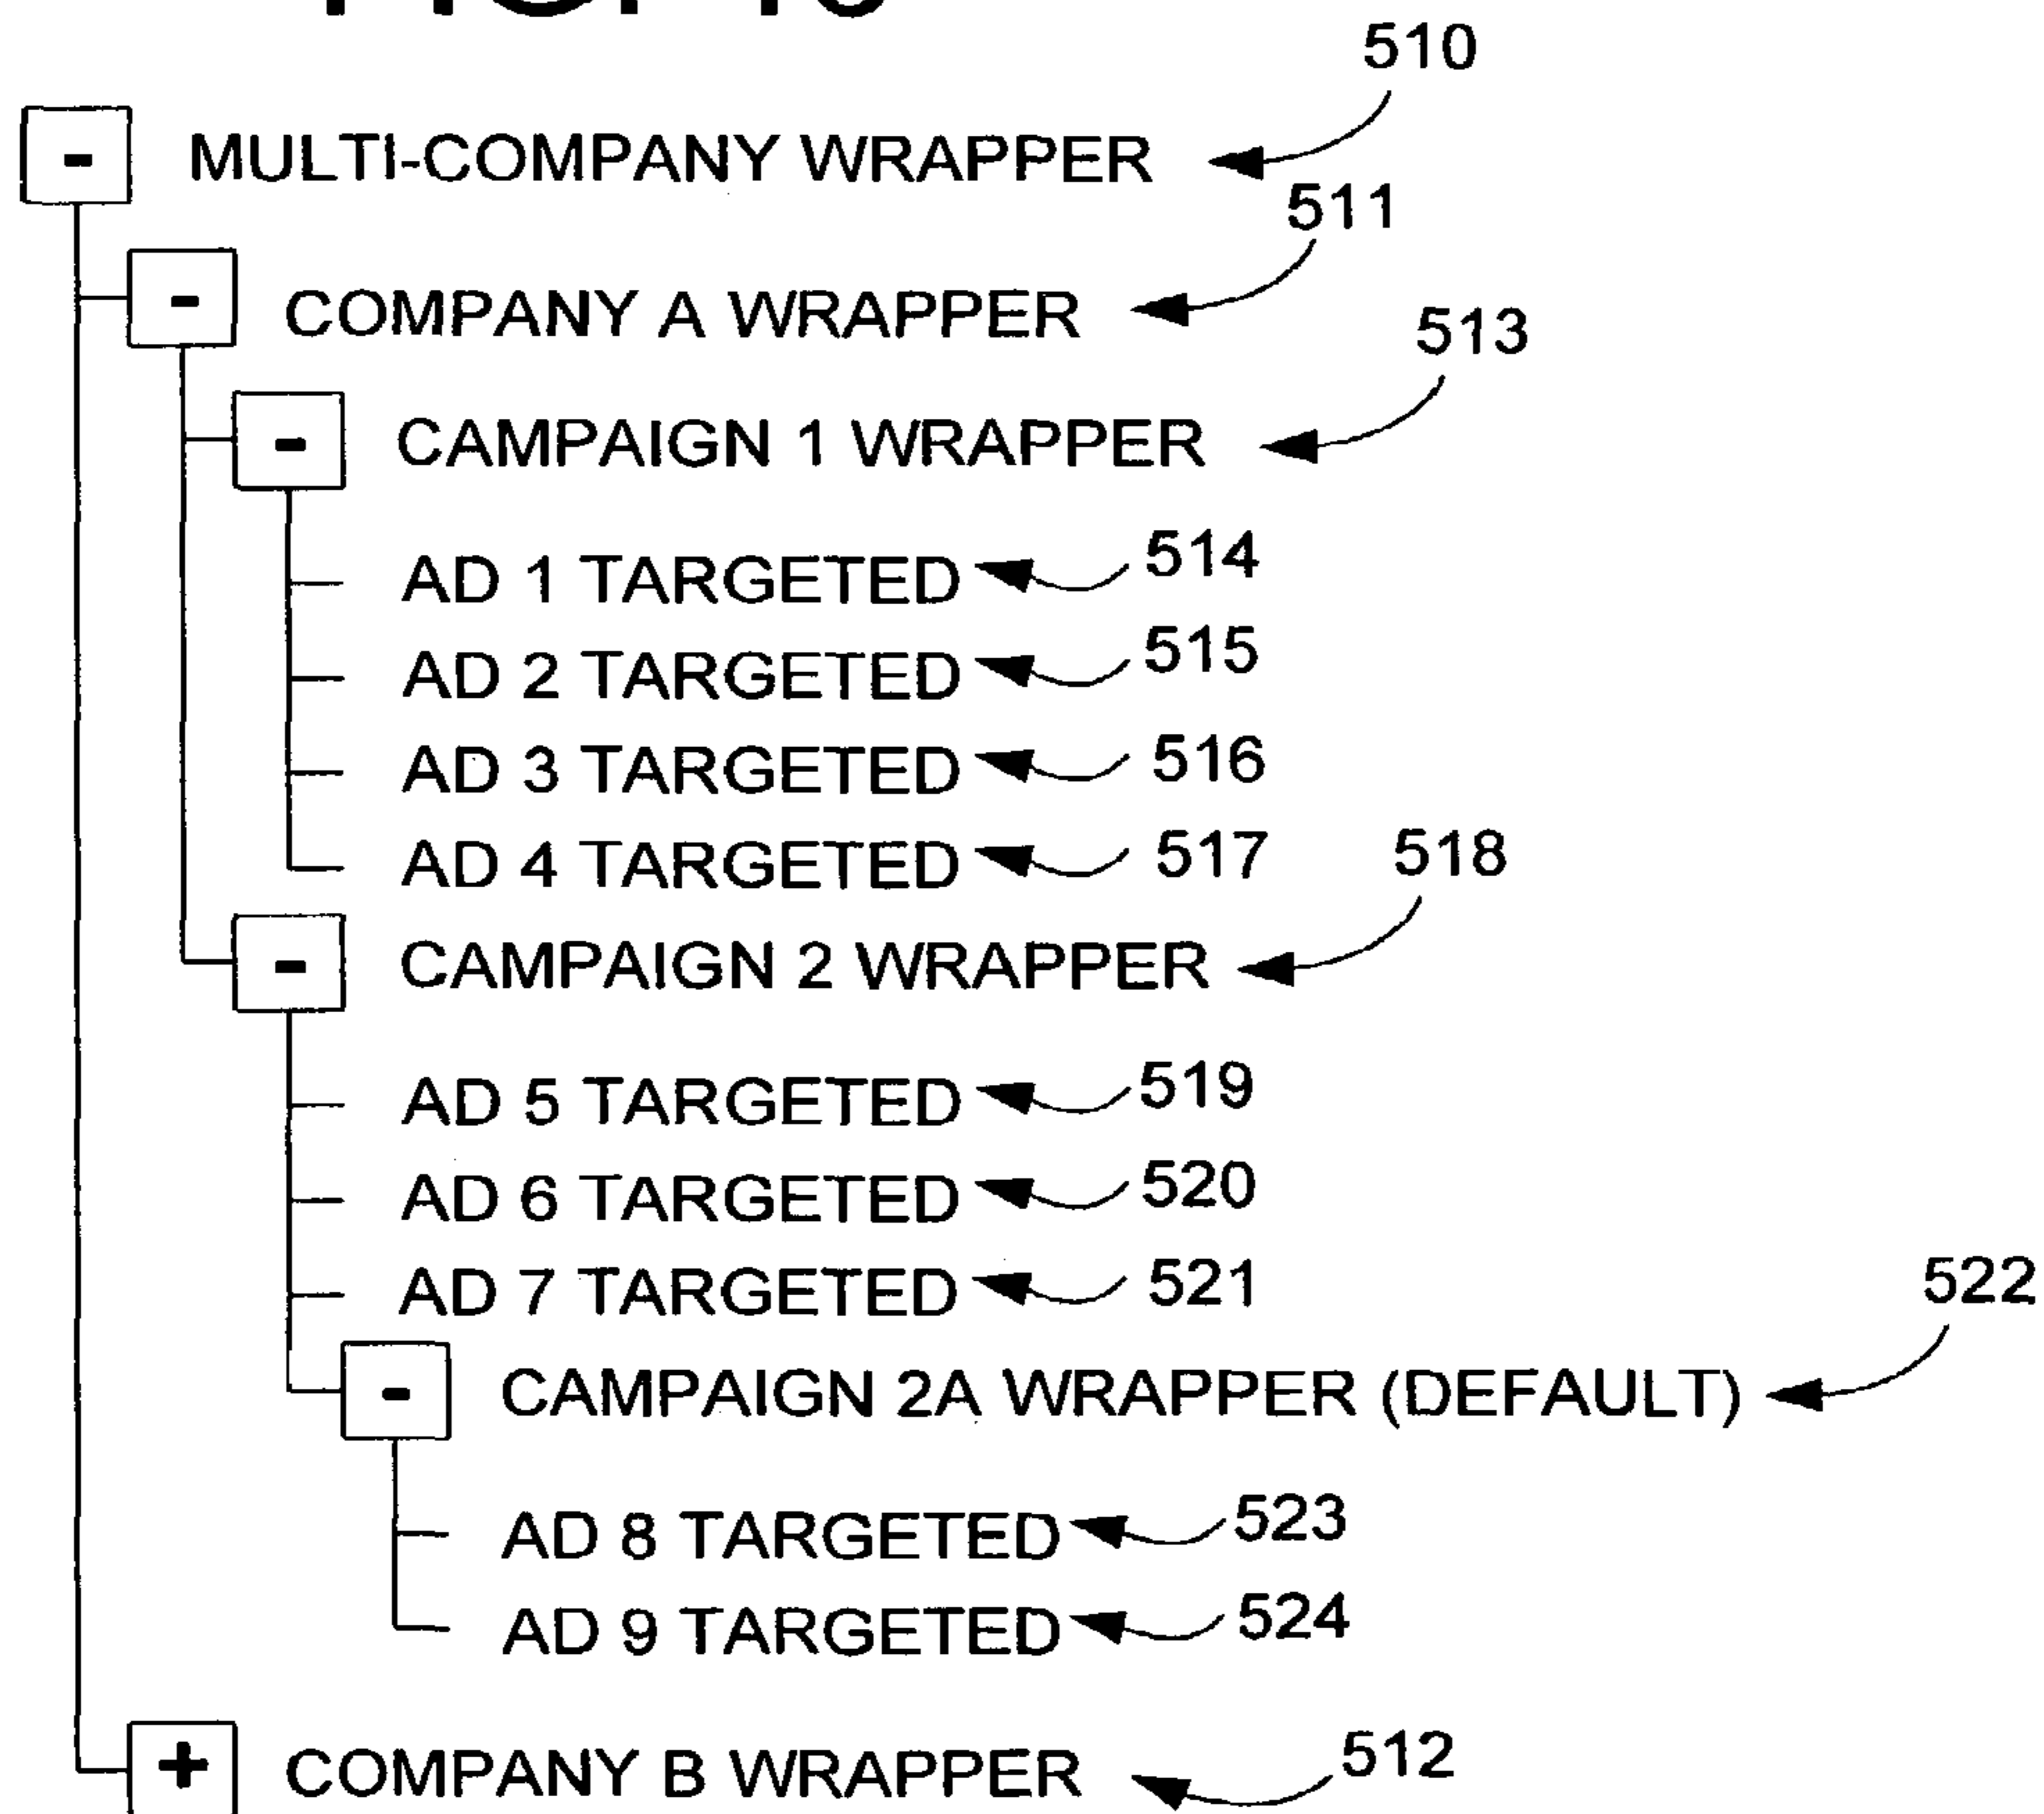 510
MULTI-COMPANY WRAPPER
511
COMPANY A WRAPPER
513
CAMPAIGN 1 WRAPPER
AD 1 TARGETED 514
AD 2 TARGETED 515
AD 3 TARGETED 516
AD 4 TARGETED 517
518
CAMPAIGN 2 WRAPPER
AD 5 TARGETED 519
AD 6 TARGETED 520
AD 7 TARGETED 521
522
CAMPAIGN 2A WRAPPER (DEFAULT)
AD 8 TARGETED 523
AD 9 TARGETED 524
COMPANY B WRAPPER 512